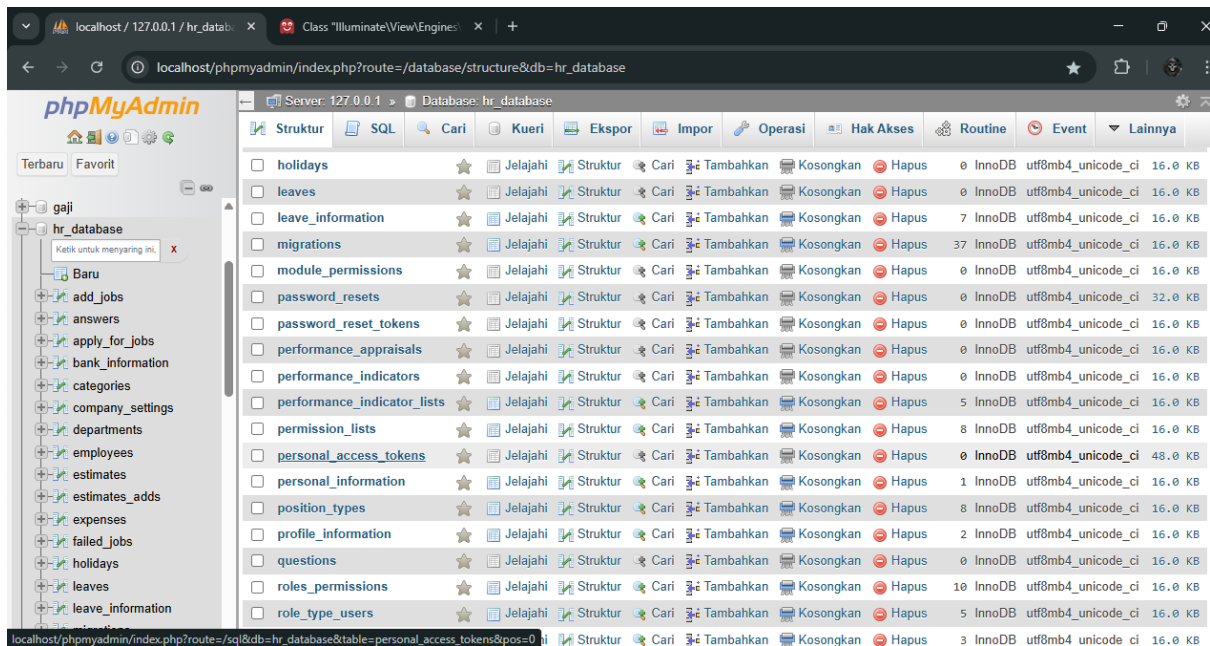 localhost / 127.0.0.1 / hr_databa
Class "Illuminate\View\Engines\
localhost/phpmyadmin/index.php?route=/database/structure&db=hr_database
phpMyAdmin
Terbaru Favorit
gaji
hr_database
Ketik untuk menyaring ini, X
Baru
add_jobs
answers
apply_for_jobs
bank_information
categories
company_settings
departments
employees
estimates
estimates_adds
expenses
failed_jobs
holidays
leaves
leave_information
migrations
Server: 127.0.0.1 » Database: hr_database
Struktur SQL Cari Kueri Ekspor Impor Operasi Hak Akses Routine Event Lainnya
holidays Jelajahi Struktur Cari Tambahkan Kosongkan Hapus 0 InnoDB utf8mb4_unicode_ci 16.0 KB
leaves Jelajahi Struktur Cari Tambahkan Kosongkan Hapus 0 InnoDB utf8mb4_unicode_ci 16.0 KB
leave_information Jelajahi Struktur Cari Tambahkan Kosongkan Hapus 7 InnoDB utf8mb4_unicode_ci 16.0 KB
migrations Jelajahi Struktur Cari Tambahkan Kosongkan Hapus 37 InnoDB utf8mb4_unicode_ci 16.0 KB
module_permissions Jelajahi Struktur Cari Tambahkan Kosongkan Hapus 0 InnoDB utf8mb4_unicode_ci 16.0 KB
password_resets Jelajahi Struktur Cari Tambahkan Kosongkan Hapus 0 InnoDB utf8mb4_unicode_ci 32.0 KB
password_reset_tokens Jelajahi Struktur Cari Tambahkan Kosongkan Hapus 0 InnoDB utf8mb4_unicode_ci 16.0 KB
performance_appraisals Jelajahi Struktur Cari Tambahkan Kosongkan Hapus 0 InnoDB utf8mb4_unicode_ci 16.0 KB
performance_indicators Jelajahi Struktur Cari Tambahkan Kosongkan Hapus 0 InnoDB utf8mb4_unicode_ci 16.0 KB
performance_indicator_lists Jelajahi Struktur Cari Tambahkan Kosongkan Hapus 5 InnoDB utf8mb4_unicode_ci 16.0 KB
permission_lists Jelajahi Struktur Cari Tambahkan Kosongkan Hapus 8 InnoDB utf8mb4_unicode_ci 16.0 KB
personal_access_tokens Jelajahi Struktur Cari Tambahkan Kosongkan Hapus 0 InnoDB utf8mb4_unicode_ci 48.0 KB
personal_information Jelajahi Struktur Cari Tambahkan Kosongkan Hapus 1 InnoDB utf8mb4_unicode_ci 16.0 KB
position_types Jelajahi Struktur Cari Tambahkan Kosongkan Hapus 8 InnoDB utf8mb4_unicode_ci 16.0 KB
profile_information Jelajahi Struktur Cari Tambahkan Kosongkan Hapus 2 InnoDB utf8mb4_unicode_ci 16.0 KB
questions Jelajahi Struktur Cari Tambahkan Kosongkan Hapus 0 InnoDB utf8mb4_unicode_ci 16.0 KB
roles_permissions Jelajahi Struktur Cari Tambahkan Kosongkan Hapus 10 InnoDB utf8mb4_unicode_ci 16.0 KB
role_type_users Jelajahi Struktur Cari Tambahkan Kosongkan Hapus 5 InnoDB utf8mb4_unicode_ci 16.0 KB
Struktur Cari Tambahkan Kosongkan Hapus 3 InnoDB utf8mb4_unicode_ci 16.0 KB
localhost/phpmyadmin/index.php?route=/sql&db=hr_database&table=personal_access_tokens&pos=0